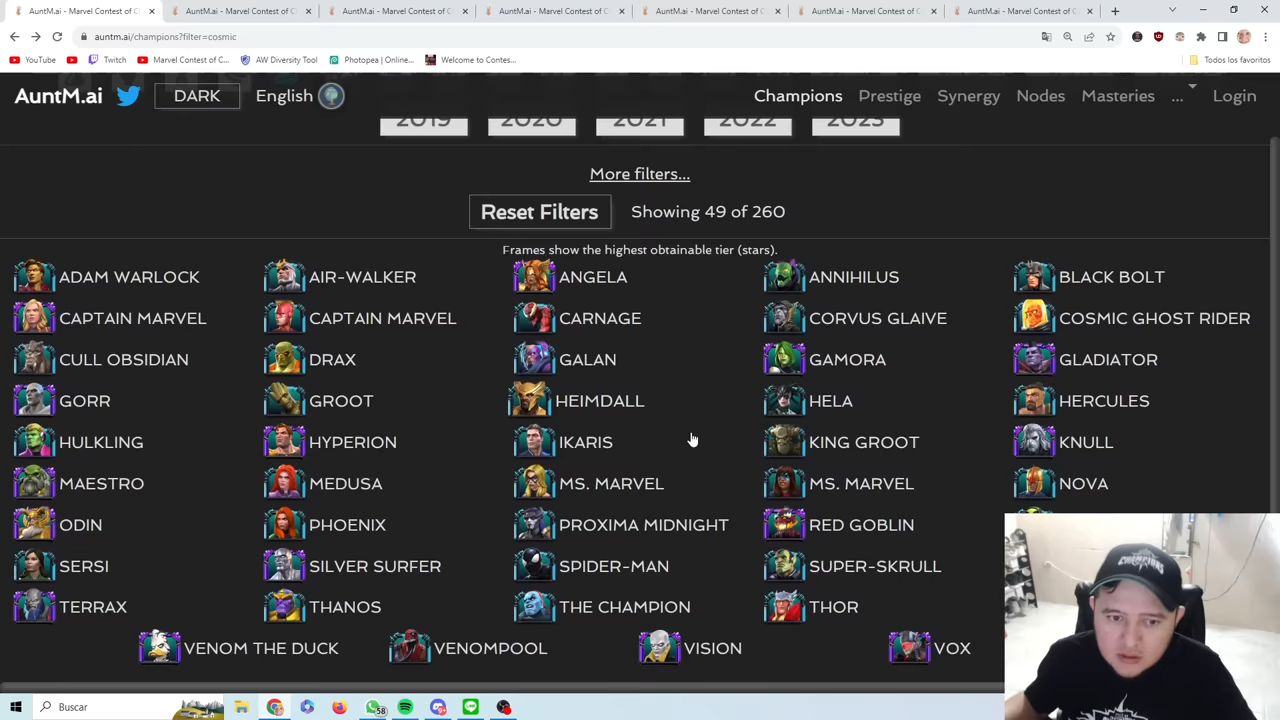 AuntM.ai - Marvel Contest of C
AuntM.ai - Marvel Contest of C
AuntM.ai - Marvel Contest of C
AuntM.ai - Marvel Contest of C
AuntM.ai - Marvel Contest of C
AuntM.ai - Marvel Contest of C
AuntM.ai - Marvel Contest of C
auntm.ai/champions?filter=cosmic
YouTube Twitch Marvel Contest of C... AW Diversity Tool Photopea | Online... Welcome to Contes... Todos los favoritos
AuntM.ai DARK English Champions Prestige Synergy Nodes Masteries ... Login
2019 2020 2021 2022 2023
More filters...
Reset Filters Showing 49 of 260
Frames show the highest obtainable tier (stars).
ADAM WARLOCK AIR-WALKER ANGELA ANNIHILUS BLACK BOLT
CAPTAIN MARVEL CAPTAIN MARVEL CARNAGE CORVUS GLAIVE COSMIC GHOST RIDER
CULL OBSIDIAN DRAX GALAN GAMORA GLADIATOR
GORR GROOT HEIMDALL HELA HERCULES
HULKLING HYPERION IKARIS KING GROOT KNULL
MAESTRO MEDUSA MS. MARVEL MS. MARVEL NOVA
ODIN PHOENIX PROXIMA MIDNIGHT RED GOBLIN
SERSI SILVER SURFER SPIDER-MAN SUPER-SKRULL
TERRAX THANOS THE CHAMPION THOR
VENOM THE DUCK VENOMPOOL VISION VOX
Buscar 58